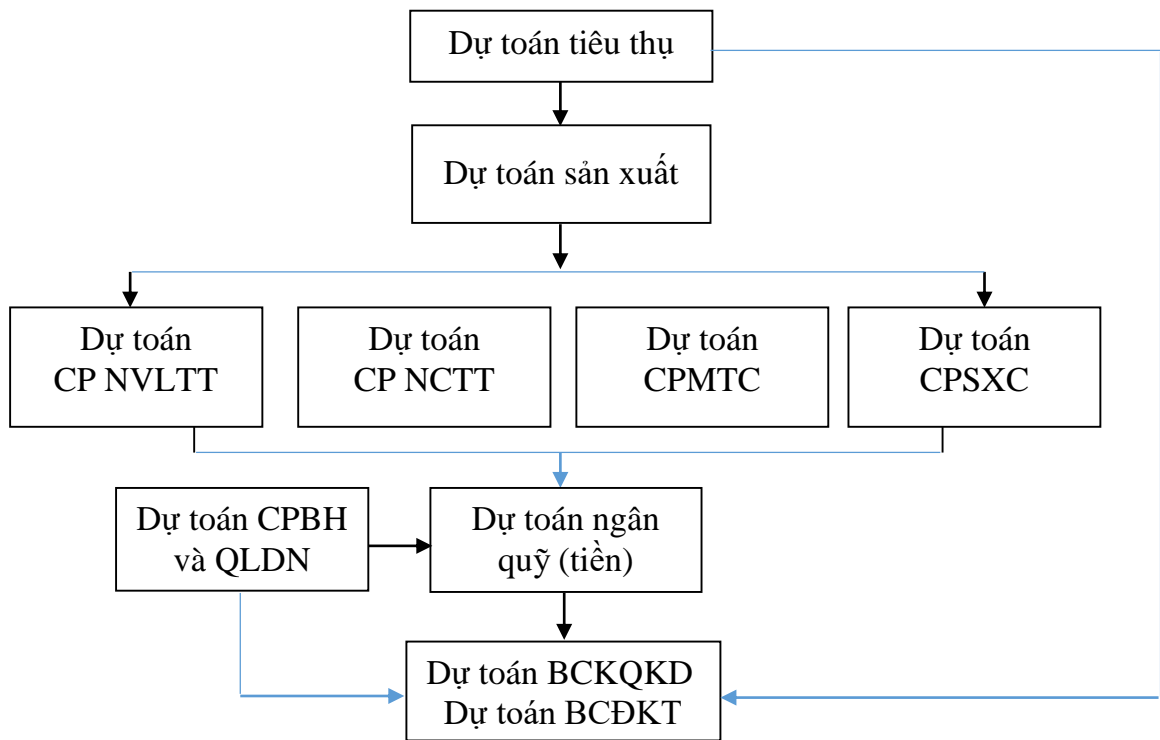 Dự toán tiêu thụ
Dự toán sản xuất
Dự toán
CP NVLTT
Dự toán
CP NCTT
Dự toán
CPMTC
Dự toán
CPSXC
Dự toán CPBH
và QLDN
Dự toán ngân
quỹ (tiền)
Dự toán BCKQKD
Dự toán BCĐKT